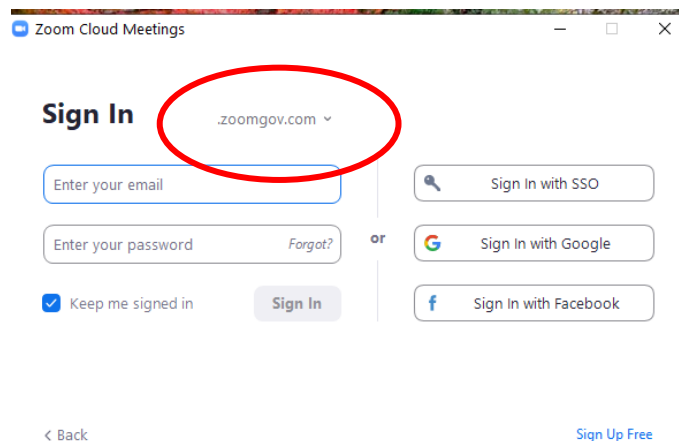 Zoom Cloud Meetings
Sign In
.zoomgov.com
Enter your email
Enter your password
Forgot?
Keep me signed in
Sign In
or
Sign In with SSO
Sign In with Google
Sign In with Facebook
< Back
Sign Up Free